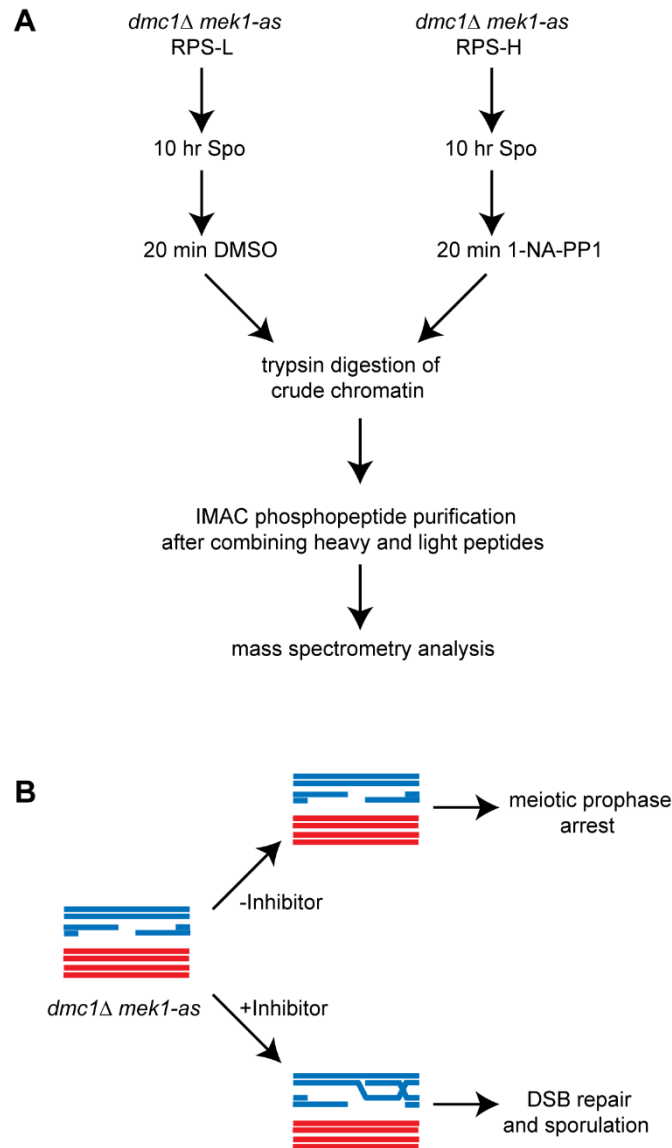 A
dmc1Δ mek1-as
RPS-L
dmc1Δ mek1-as
RPS-H
10 hr Spo
10 hr Spo
20 min DMSO
20 min 1-NA-PP1
trypsin digestion of
crude chromatin
IMAC phosphopeptide purification
after combining heavy and light peptides
mass spectrometry analysis
B
meiotic prophase
arrest
-Inhibitor
dmc1Δ mek1-as
+Inhibitor
DSB repair
and sporulation